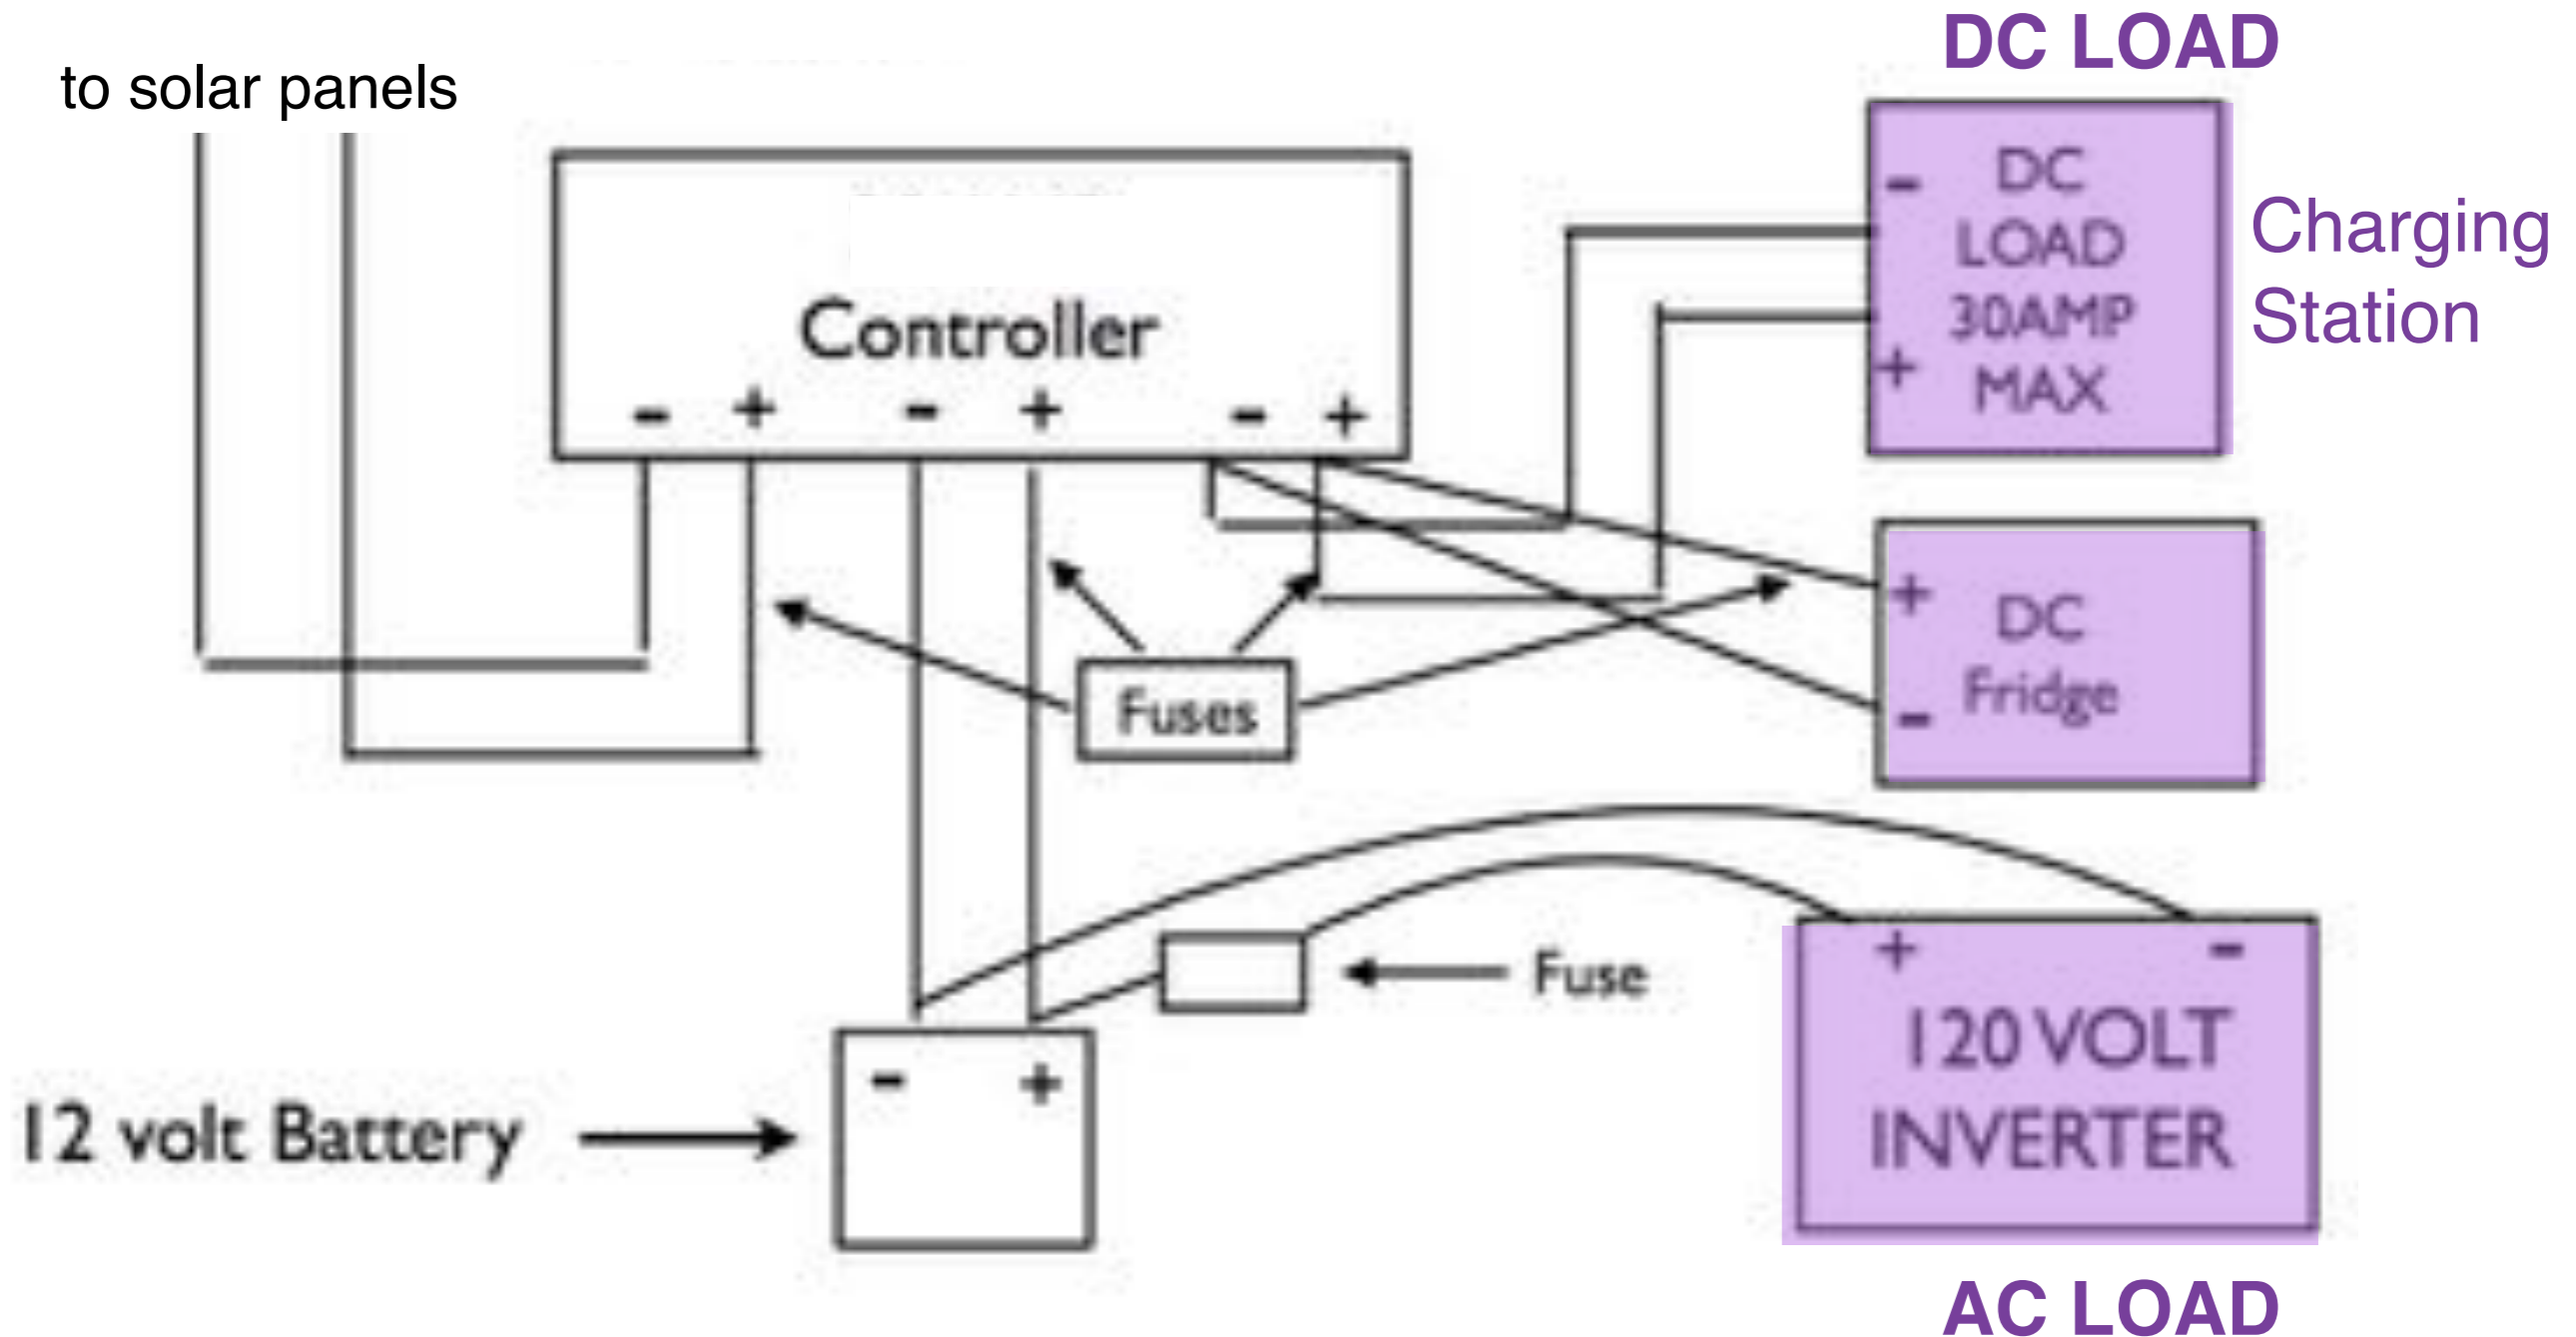 DC LOAD
to solar panels
- DC
LOAD
30AMP
+ MAX
Charging
Station
Controller
- + - + - +
+ DC
- Fridge
Fuses
Fuse
+ -
120 VOLT
INVERTER
- +
12 volt Battery
AC LOAD